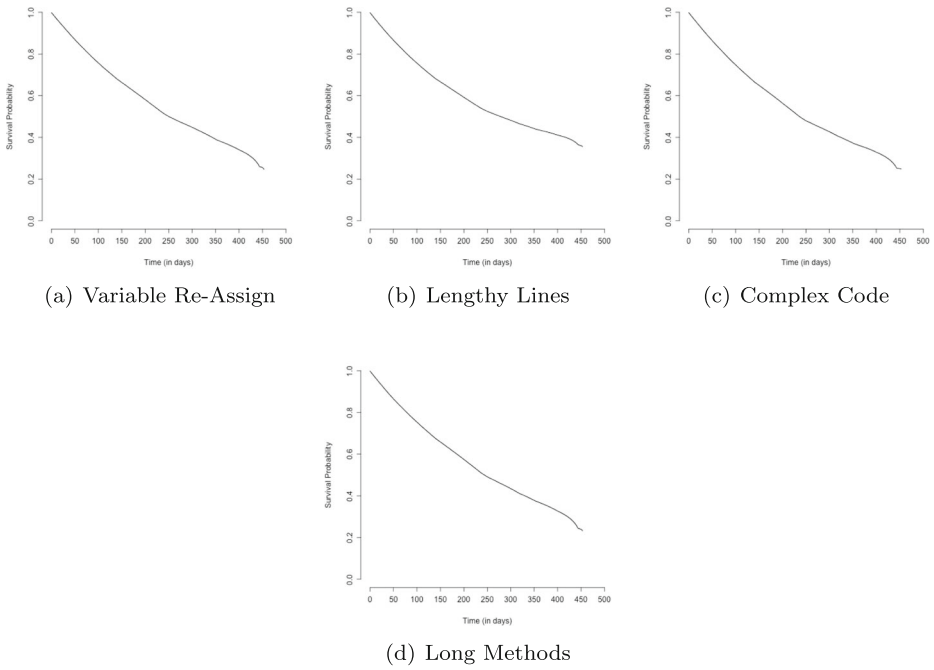 Survival Probability
1.0
0.8
0.6
0.4
0.2
0.0
0 50 100 150 200 250 300 350 400 450 500
Time (in days)
(a) Variable Re-Assign
Survival Probability
1.0
0.8
0.6
0.4
0.2
0.0
0 50 100 150 200 250 300 350 400 450 500
Time (in days)
(b) Lengthy Lines
Survival Probability
1.0
0.8
0.6
0.4
0.2
0.0
0 50 100 150 200 250 300 350 400 450 500
Time (in days)
(c) Complex Code
Survival Probability
1.0
0.8
0.6
0.4
0.2
0.0
0 50 100 150 200 250 300 350 400 450 500
Time (in days)
(d) Long Methods